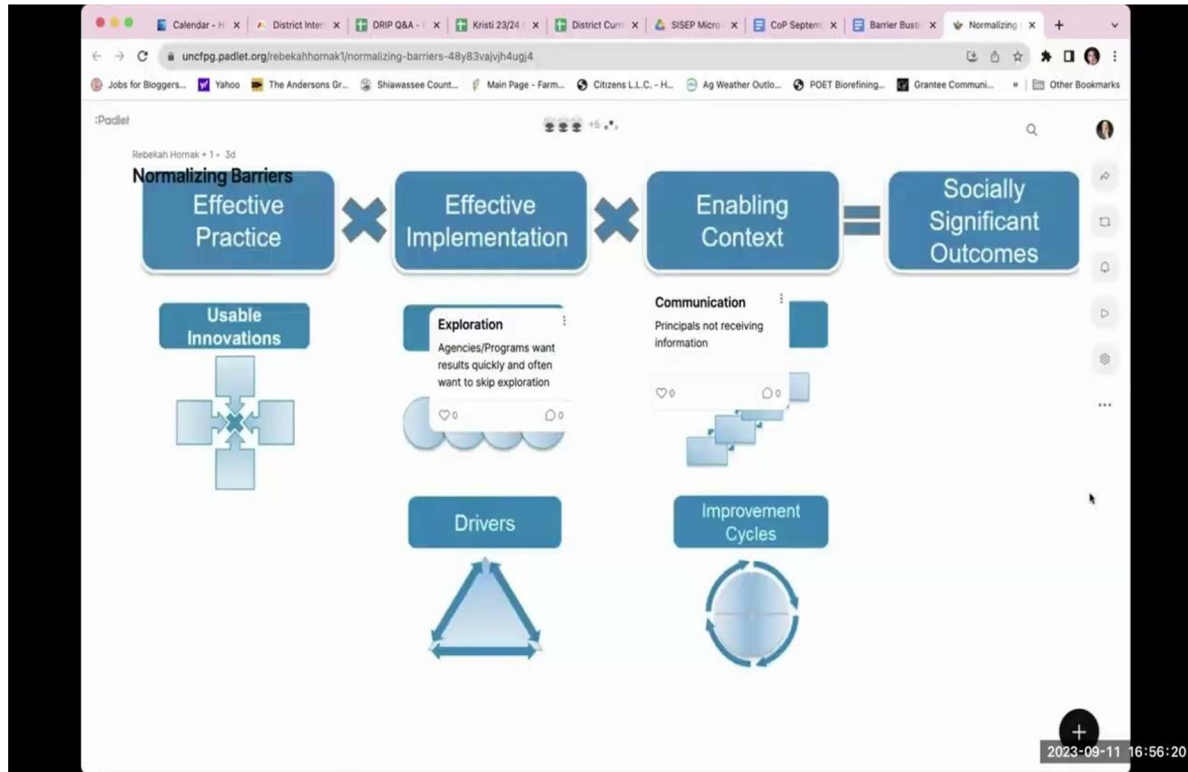 Calendar - H
District Inter
DRIP Q&A - (
Kristi 23/24
District Curri
SISEP Micro-
CoP Septem
Barrier Busti
Normalizing
uncfpg.padlet.org/rebekahhornak1/normalizing-barriers-48y83vajvjh4ugj4
Jobs for Bloggers...
Yahoo
The Andersons Gr...
Shiawassee Count...
Main Page - Farm...
Citizens L.L.C. - H...
Ag Weather Outlo...
POET Biorefining...
Grantee Communi...
»
Other Bookmarks
:Padlet
+6
Rebekah Hornak + 1 • 3d
Normalizing Barriers
Effective
Practice
Effective
Implementation
Enabling
Context
Socially
Significant
Outcomes
Usable
Innovations
Exploration
Agencies/Programs want
results quickly and often
want to skip exploration
0
0
Communication
Principals not receiving
information
0
0
Drivers
Improvement
Cycles
2023-09-11 16:56:20